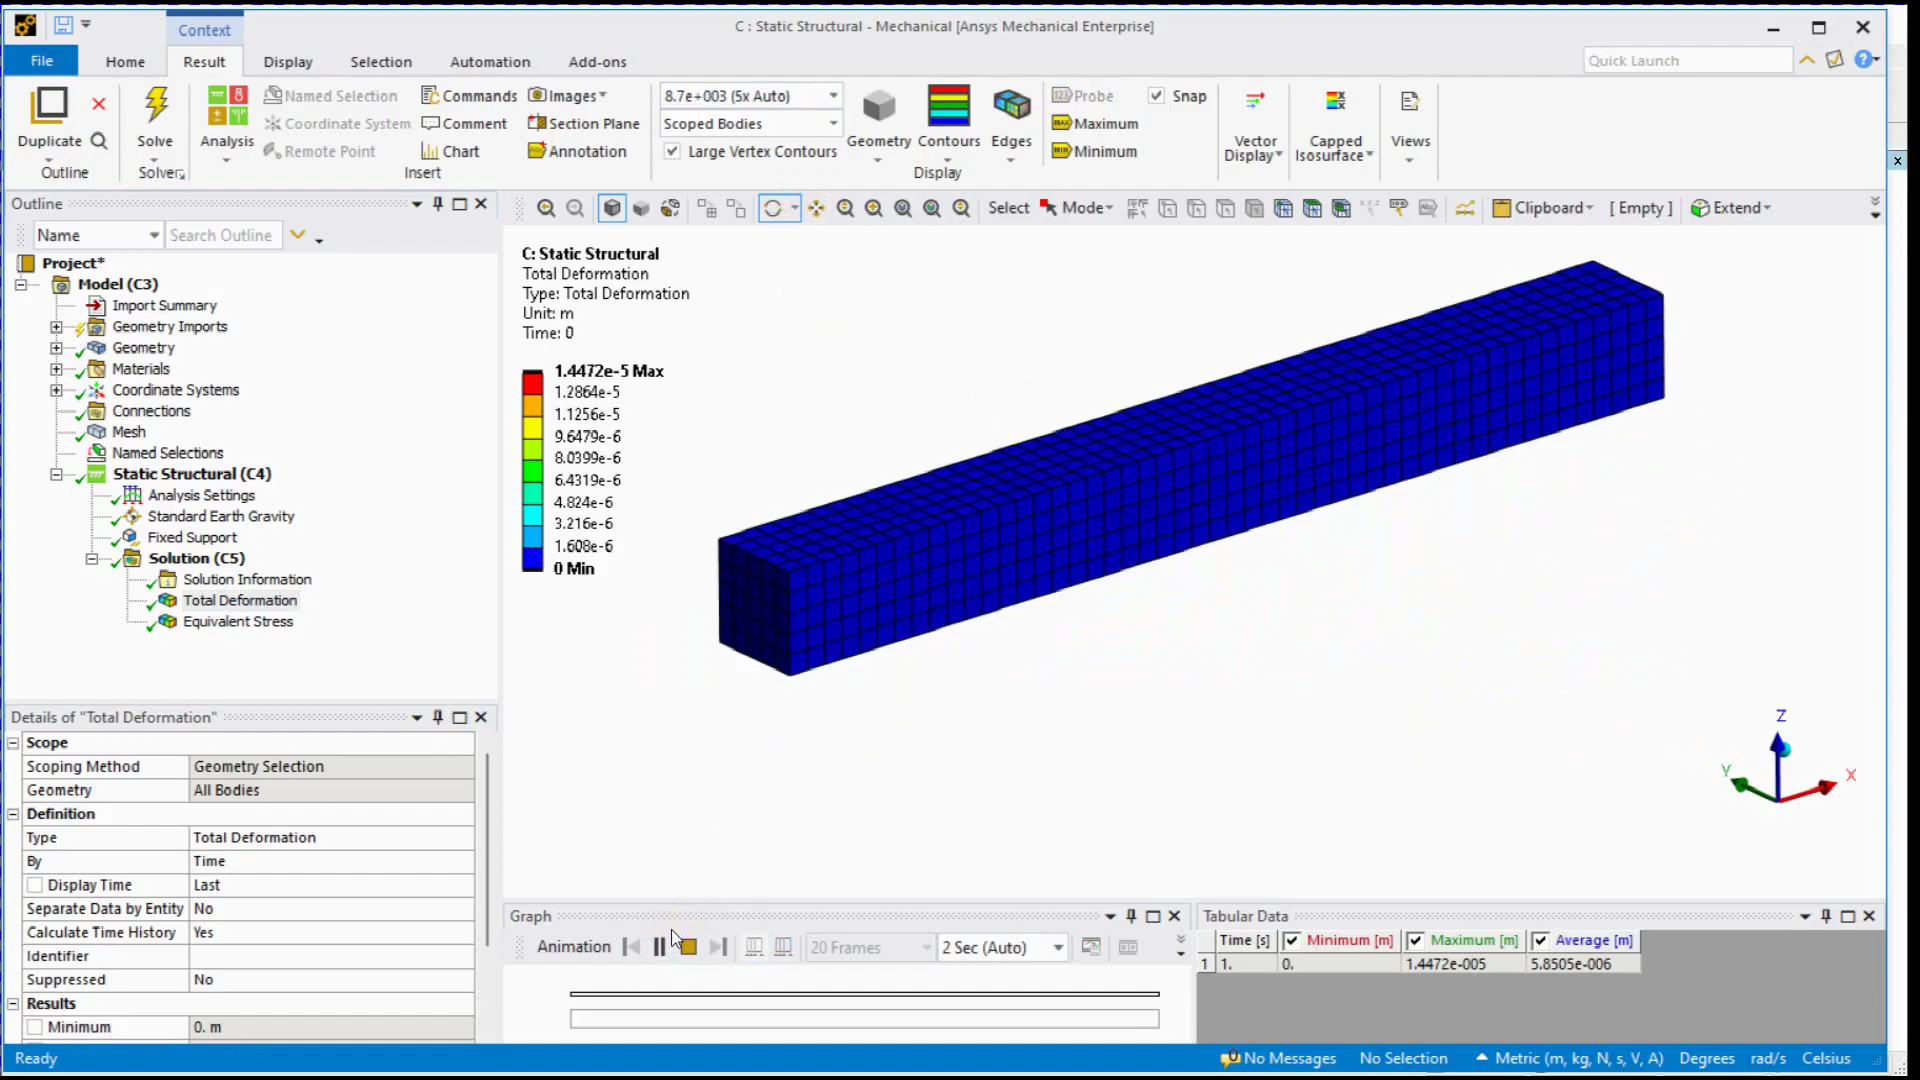 Context
C : Static Structural - Mechanical [Ansys Mechanical Enterprise]
File
Home
Result
Display
Selection
Automation
Add-ons
Quick Launch
Duplicate
Outline
Solve
Solver
Analysis
Named Selection
Coordinate System
Remote Point
Commands
Comment
Chart
Images
Section Plane
Annotation
Insert
8.7e+003 (5x Auto)
Scoped Bodies
Large Vertex Contours
Geometry
Contours
Edges
Display
Probe
Maximum
Minimum
Snap
Vector
Display
Capped
Isosurface
Views
Outline
Name
Search Outline
Select
Mode
Clipboard
[ Empty ]
Extend
Project*
Model (C3)
Import Summary
Geometry Imports
Geometry
Materials
Coordinate Systems
Connections
Mesh
Named Selections
Static Structural (C4)
Analysis Settings
Standard Earth Gravity
Fixed Support
Solution (C5)
Solution Information
Total Deformation
Equivalent Stress
C: Static Structural
Total Deformation
Type: Total Deformation
Unit: m
Time: 0
1.4472e-5 Max
1.2864e-5
1.1256e-5
9.6479e-6
8.0399e-6
6.4319e-6
4.824e-6
3.216e-6
1.608e-6
0 Min
Z
Y
X
Details of "Total Deformation"
Scope
Scoping Method Geometry Selection
Geometry All Bodies
Definition
Type Total Deformation
By Time
Display Time Last
Separate Data by Entity No
Calculate Time History Yes
Identifier
Suppressed No
Results
Minimum 0. m
Graph
Animation
20 Frames
2 Sec (Auto)
Tabular Data
Time [s] Minimum [m] Maximum [m] Average [m]
1 1. 0. 1.4472e-005 5.8505e-006
Ready
No Messages
No Selection
Metric (m, kg, N, s, V, A)
Degrees
rad/s
Celsius